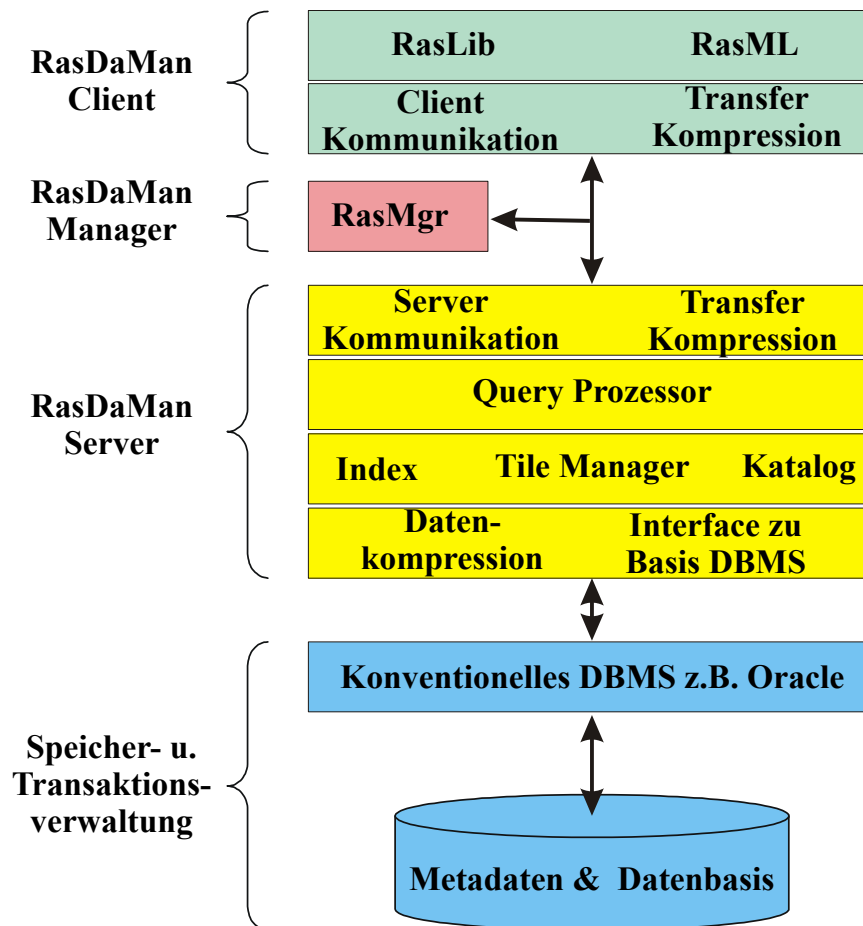 RasDaMan
Client
RasLib
RasML
Client
Kommunikation
Transfer
Kompression
RasDaMan
Manager
RasMgr
RasDaMan
Server
Server
Kommunikation
Transfer
Kompression
Query Prozessor
Index
Tile Manager
Katalog
Daten-
kompression
Interface zu
Basis DBMS
Speicher- u.
Transaktions-
verwaltung
Konventionelles DBMS z.B. Oracle
Metadaten & Datenbasis